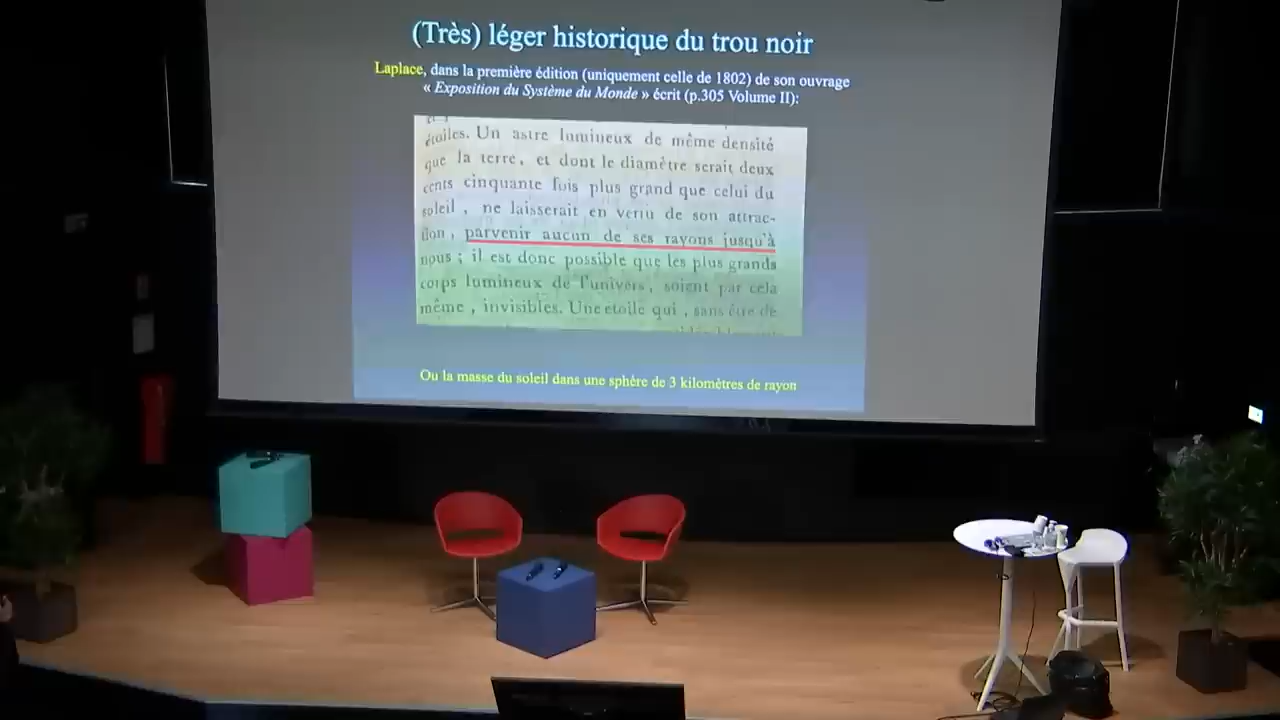 (Très) léger historique du trou noir
Laplace, dans la première édition (uniquement celle de 1802) de son ouvrage
« Exposition du Système du Monde » écrit (p.305 Volume II):
étoiles. Un astre lumineux de même densité
que la terre, et dont le diamètre serait deux
cents cinquante fois plus grand que celui du
soleil, ne laisserait en vertu de son attrac-
tion, parvenir aucun de ses rayons jusqu'à
nous ; il est donc possible que les plus grands
corps lumineux de l'univers, soient par cela
même, invisibles. Une etoile qui, sans être de
Ou la masse du soleil dans une sphère de 3 kilomètres de rayon